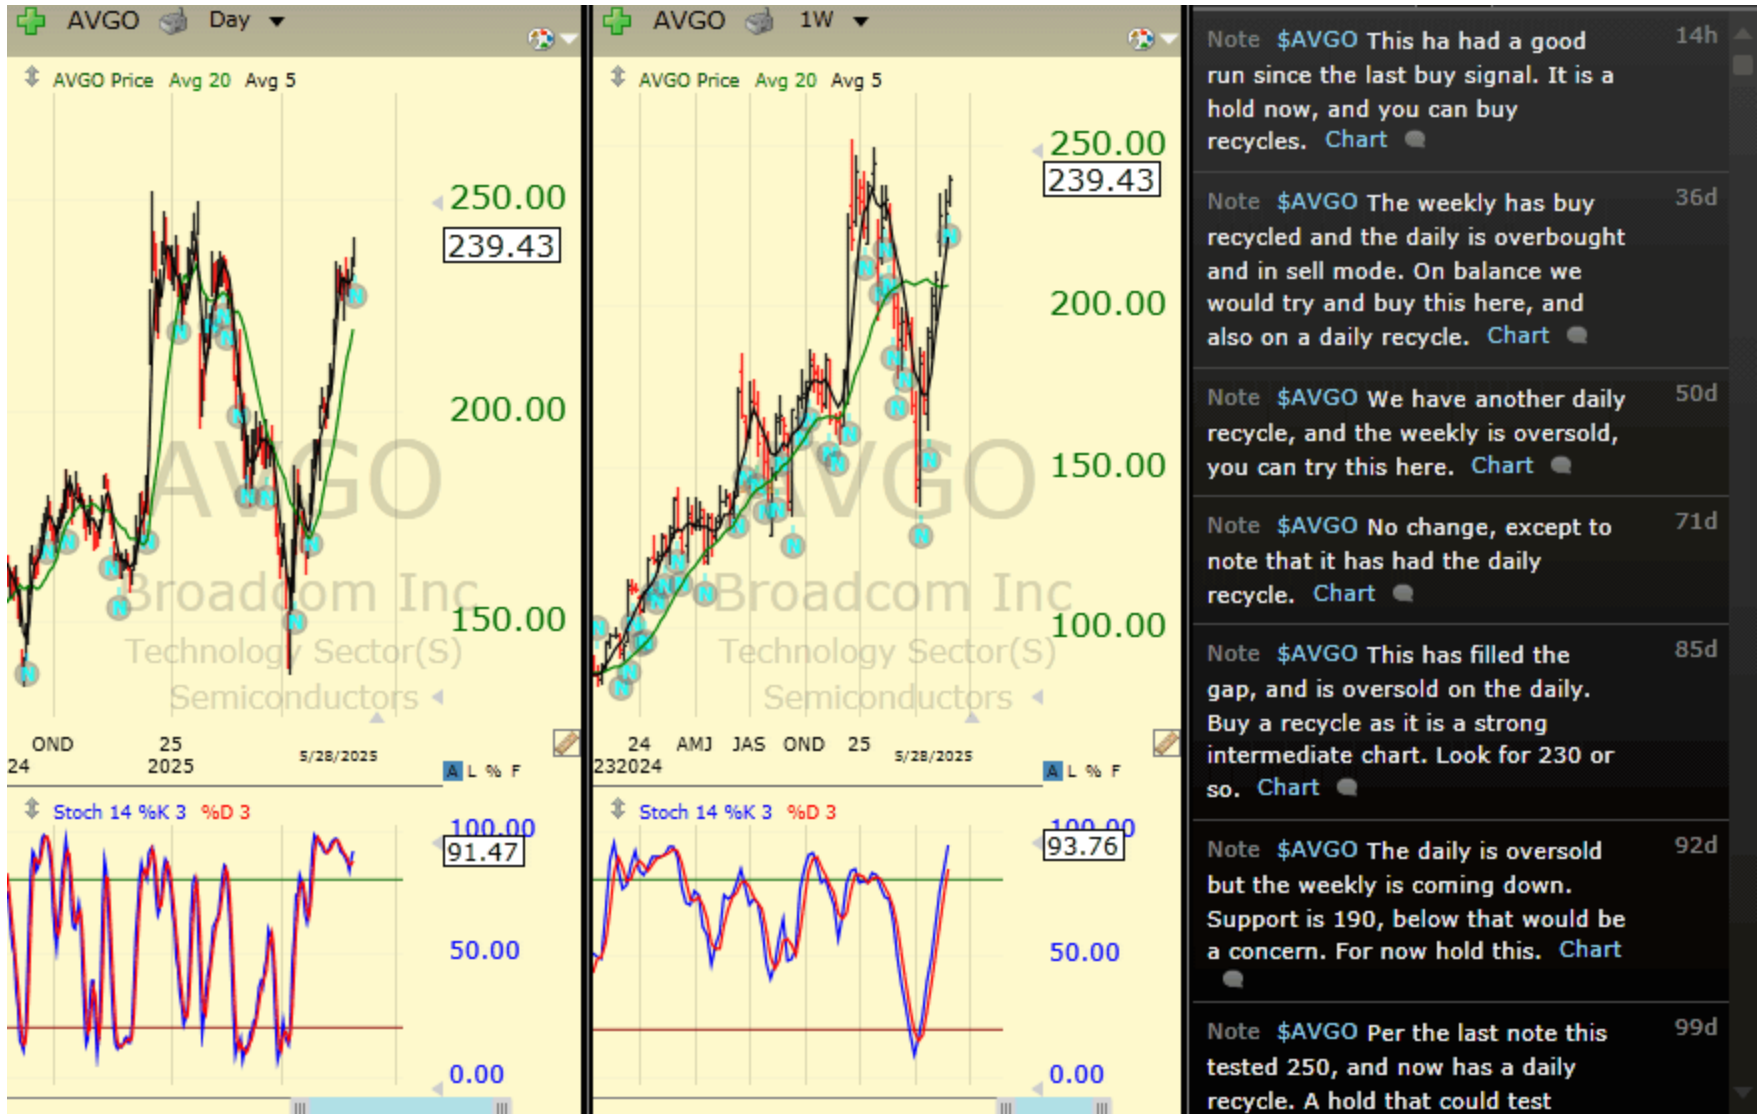 AVGO Day
AVGO Price Avg 20 Avg 5
250.00
239.43
200.00
150.00
AVGO
Broadcom Inc
Technology Sector(S)
Semiconductors
OND 25 5/28/2025
24 2025
A L % F
Stoch 14 %K 3 %D 3
100.00
91.47
50.00
0.00
AVGO 1W
AVGO Price Avg 20 Avg 5
250.00
239.43
200.00
150.00
100.00
AVGO
Broadcom Inc
Technology Sector(S)
Semiconductors
24 AMJ JAS OND 25 5/28/2025
232024
A L % F
Stoch 14 %K 3 %D 3
100.00
93.76
50.00
0.00
Note $AVGO This ha had a good 14h
run since the last buy signal. It is a
hold now, and you can buy
recycles. Chart
Note $AVGO The weekly has buy 36d
recycled and the daily is overbought
and in sell mode. On balance we
would try and buy this here, and
also on a daily recycle. Chart
Note $AVGO We have another daily 50d
recycle, and the weekly is oversold,
you can try this here. Chart
Note $AVGO No change, except to 71d
note that it has had the daily
recycle. Chart
Note $AVGO This has filled the 85d
gap, and is oversold on the daily.
Buy a recycle as it is a strong
intermediate chart. Look for 230 or
so. Chart
Note $AVGO The daily is oversold 92d
but the weekly is coming down.
Support is 190, below that would be
a concern. For now hold this. Chart
Note $AVGO Per the last note this 99d
tested 250, and now has a daily
recycle. A hold that could test